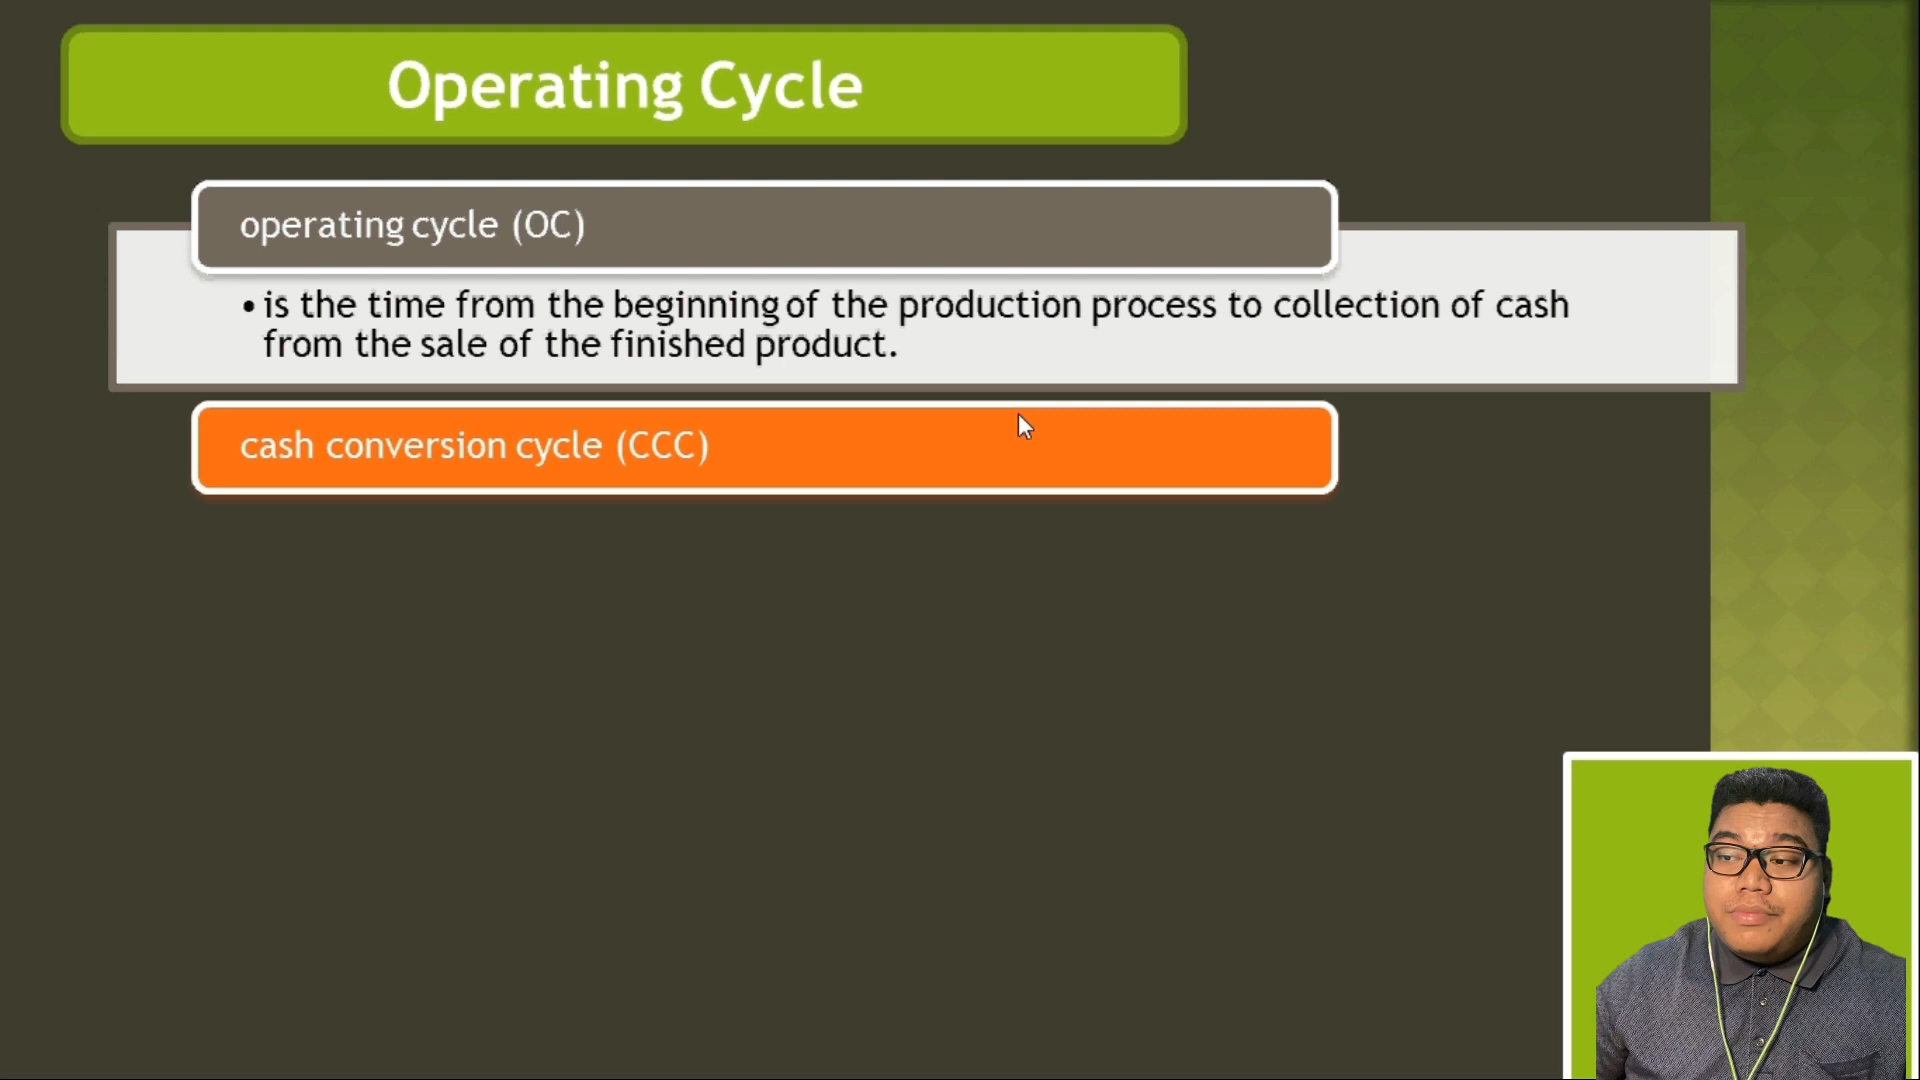 Operating Cycle
operating cycle (OC)
• is the time from the beginning of the production process to collection of cash
from the sale of the finished product.
cash conversion cycle (CCC)